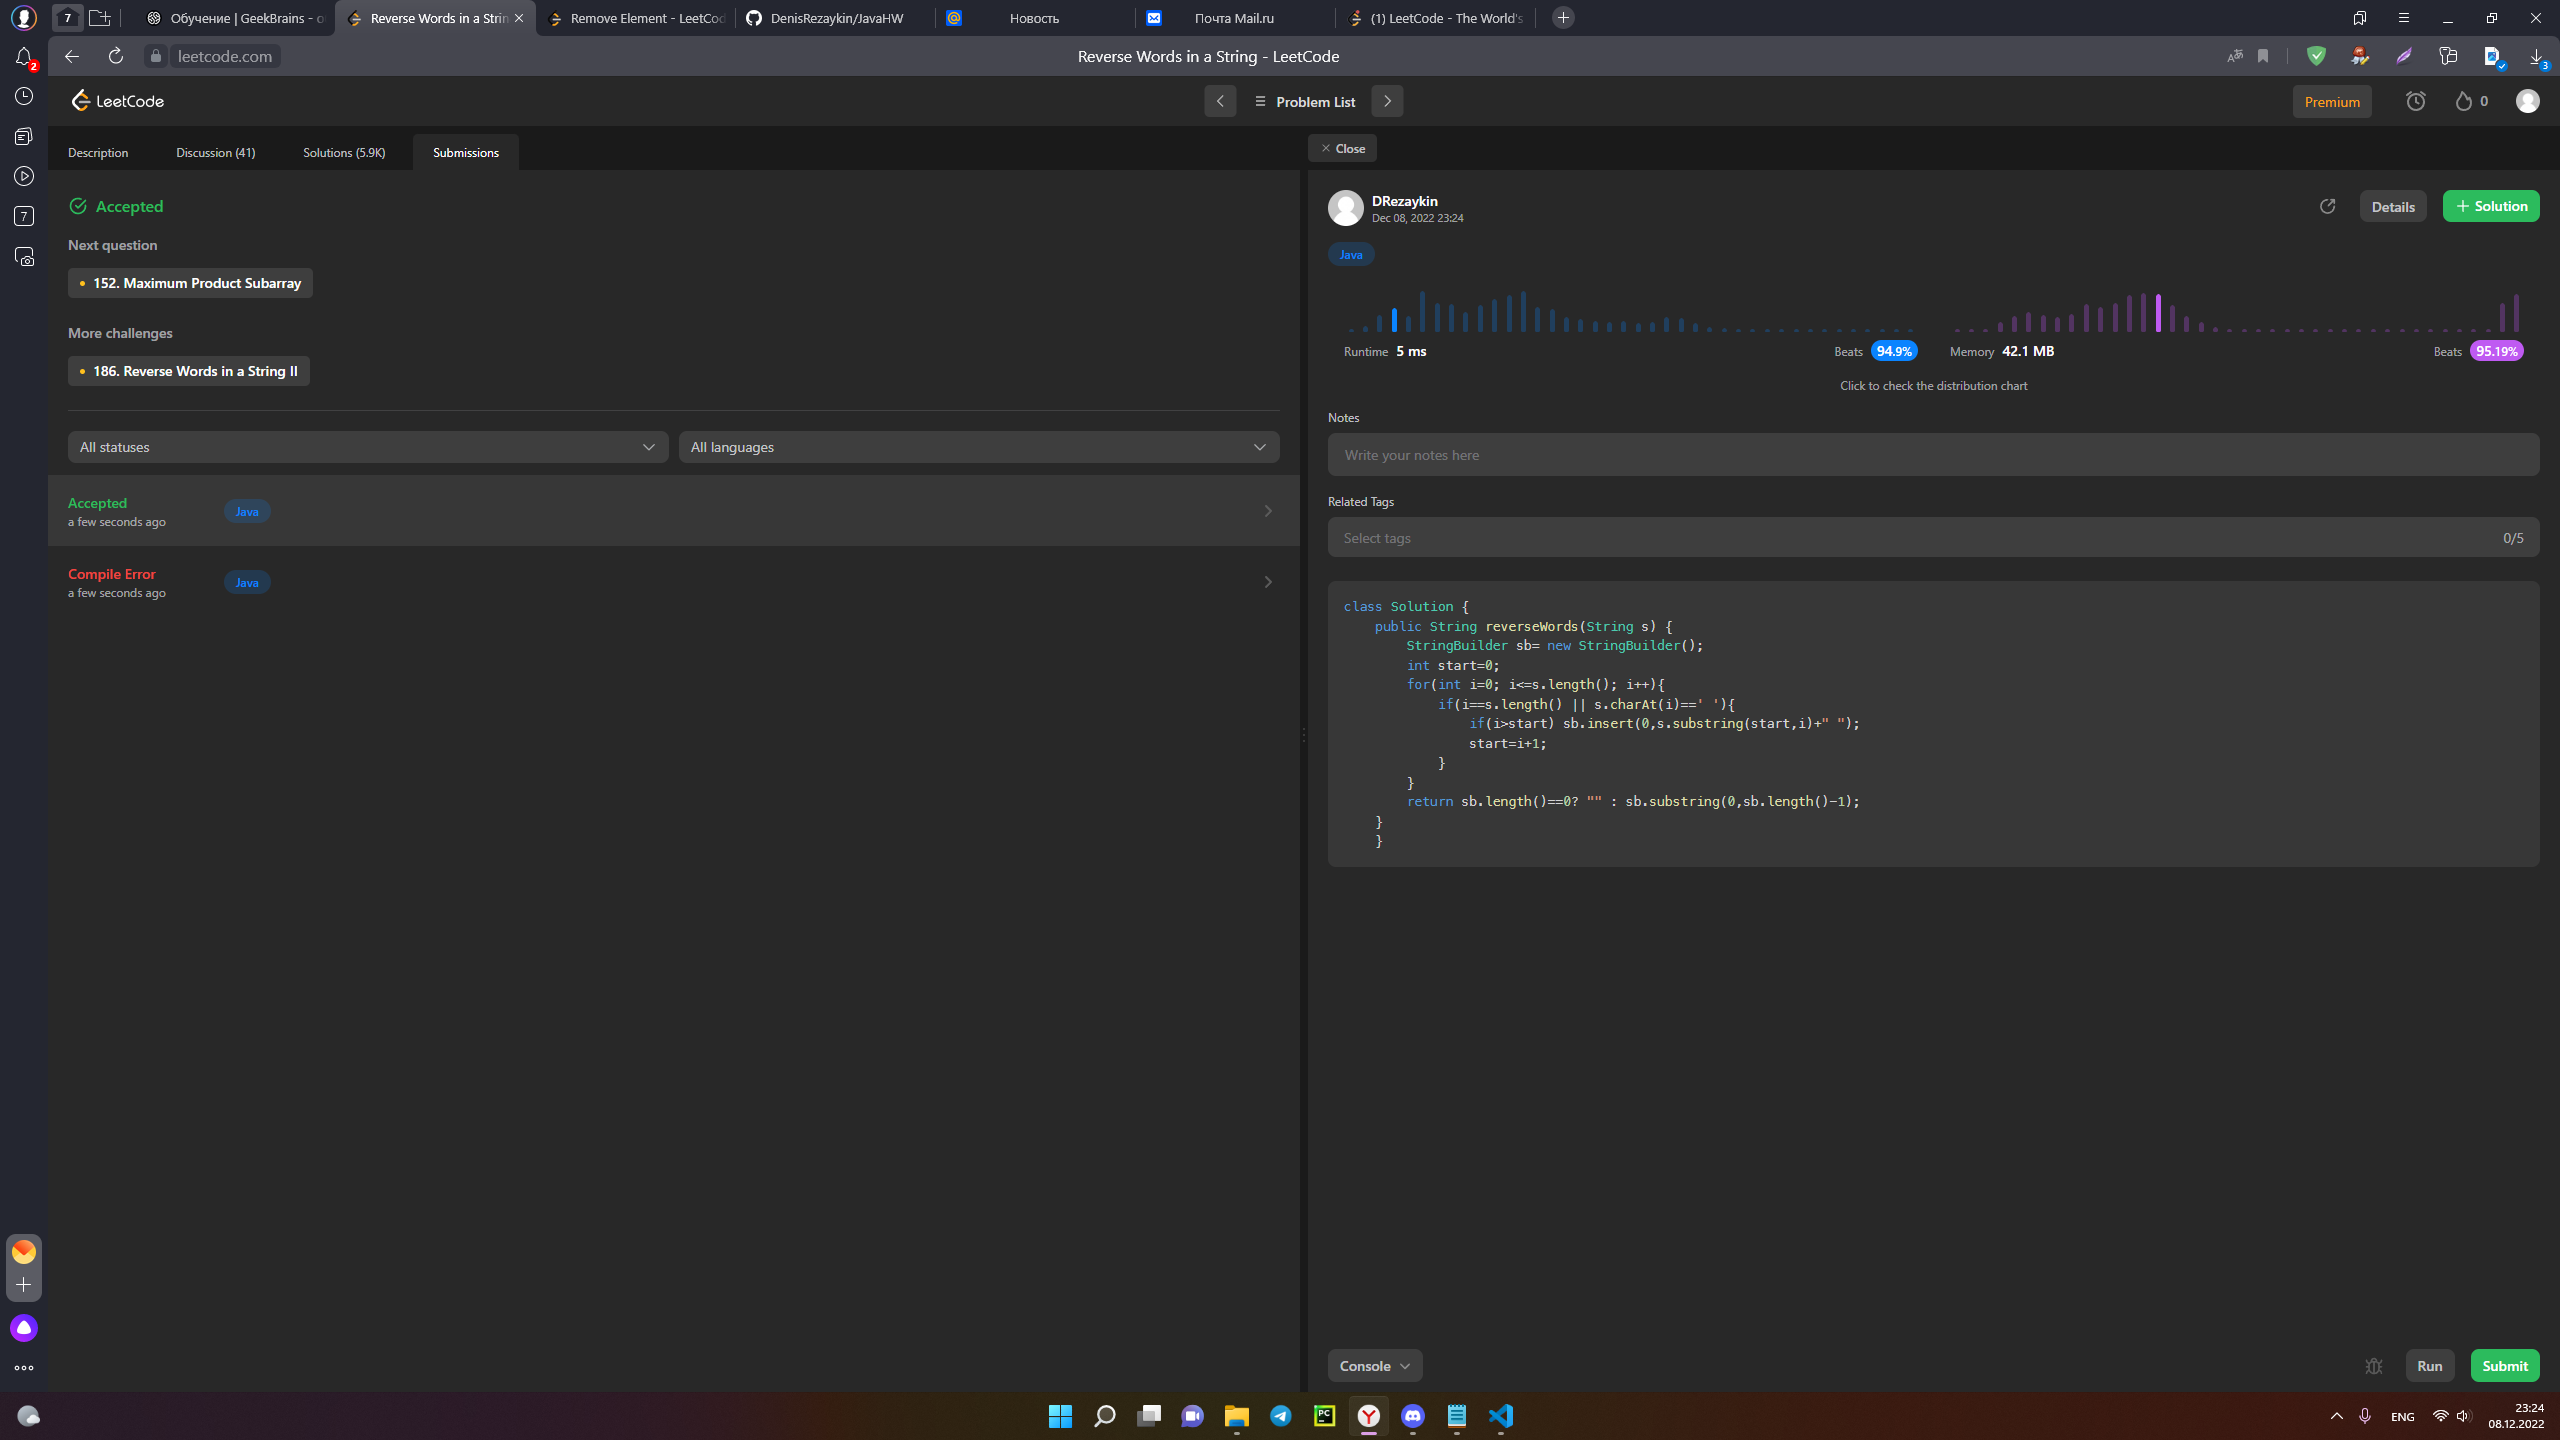 7
Обучение | GeekBrains - о
Reverse Words in a Strin
Remove Element - LeetCod
DenisRezaykin/JavaHW
Новость
Почта Mail.ru
(1) LeetCode - The World's
2
leetcode.com
Reverse Words in a String - LeetCode
3
LeetCode
Problem List
Premium
0
Description
Discussion (41)
Solutions (5.9K)
Submissions
Close
7
Accepted
Next question
152. Maximum Product Subarray
More challenges
186. Reverse Words in a String II
All statuses
All languages
Accepted
a few seconds ago
Java
Compile Error
a few seconds ago
Java
DRezaykin
Dec 08, 2022 23:24
Details
Solution
Java
Runtime 5 ms
Beats 94.9%
Memory 42.1 MB
Beats 95.19%
Click to check the distribution chart
Notes
Write your notes here
Related Tags
Select tags
0/5
class Solution {
    public String reverseWords(String s) {
        StringBuilder sb= new StringBuilder();
        int start=0;
        for(int i=0; i<=s.length(); i++){
            if(i==s.length() || s.charAt(i)==' '){
                if(i>start) sb.insert(0,s.substring(start,i)+" ");
                start=i+1;
            }
        }
        return sb.length()==0? "" : sb.substring(0,sb.length()-1);
    }
    }
Console
Run
Submit
PC
ENG
23:24
08.12.2022